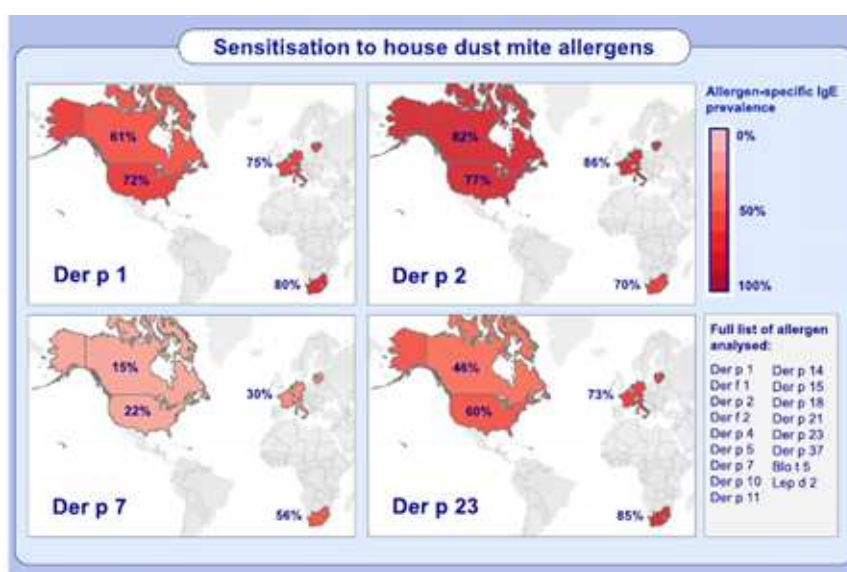 Sensitisation to house dust mite allergens
61%
72%
75%
80%
Der p 1
82%
77%
86%
70%
Der p 2
Allergen-specific IgE
prevalence
0%
50%
100%
15%
22%
30%
56%
Der p 7
46%
60%
73%
85%
Der p 23
Full list of allergen
analysed:
Der p 1 Der p 14
Der f 1 Der p 15
Der p 2 Der p 18
Der f 2 Der p 21
Der p 4 Der p 23
Der p 5 Der p 37
Der p 7 Blo t 5
Der p 10 Lep d 2
Der p 11